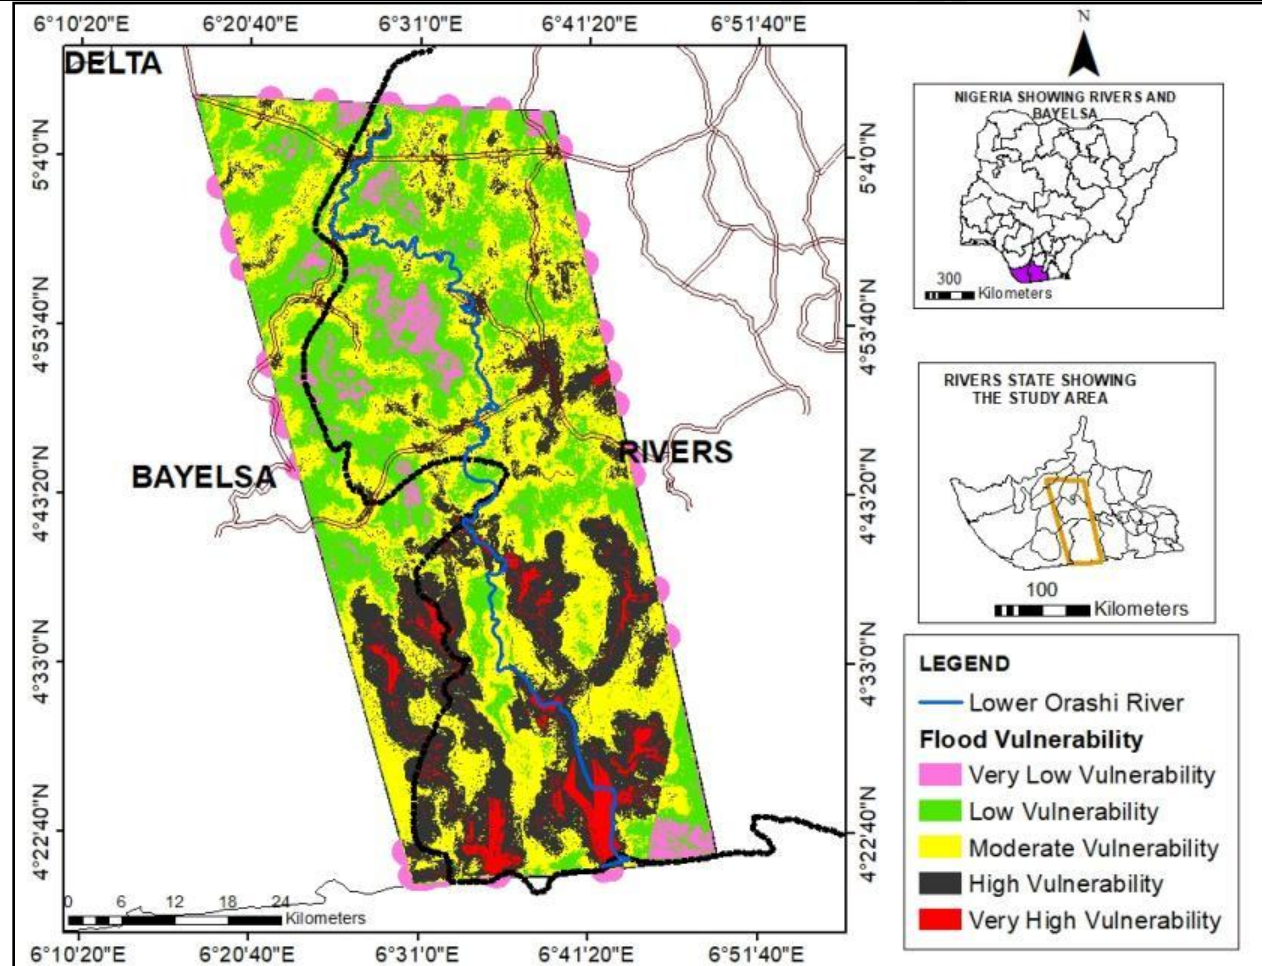 6°10'20"E 6°20'40"E 6°31'0"E 6°41'20"E 6°51'40"E
DELTA
5°4'0"N
4°53'40"N
4°43'20"N
4°33'0"N
4°22'40"N
BAYELSA
RIVERS
5°4'0"N
4°53'40"N
4°43'20"N
4°33'0"N
4°22'40"N
0 6 12 18 24
Kilometers
6°10'20"E 6°20'40"E 6°31'0"E 6°41'20"E 6°51'40"E
N
NIGERIA SHOWING RIVERS AND
BAYELSA
300
Kilometers
RIVERS STATE SHOWING
THE STUDY AREA
100
Kilometers
LEGEND
Lower Orashi River
Flood Vulnerability
Very Low Vulnerability
Low Vulnerability
Moderate Vulnerability
High Vulnerability
Very High Vulnerability